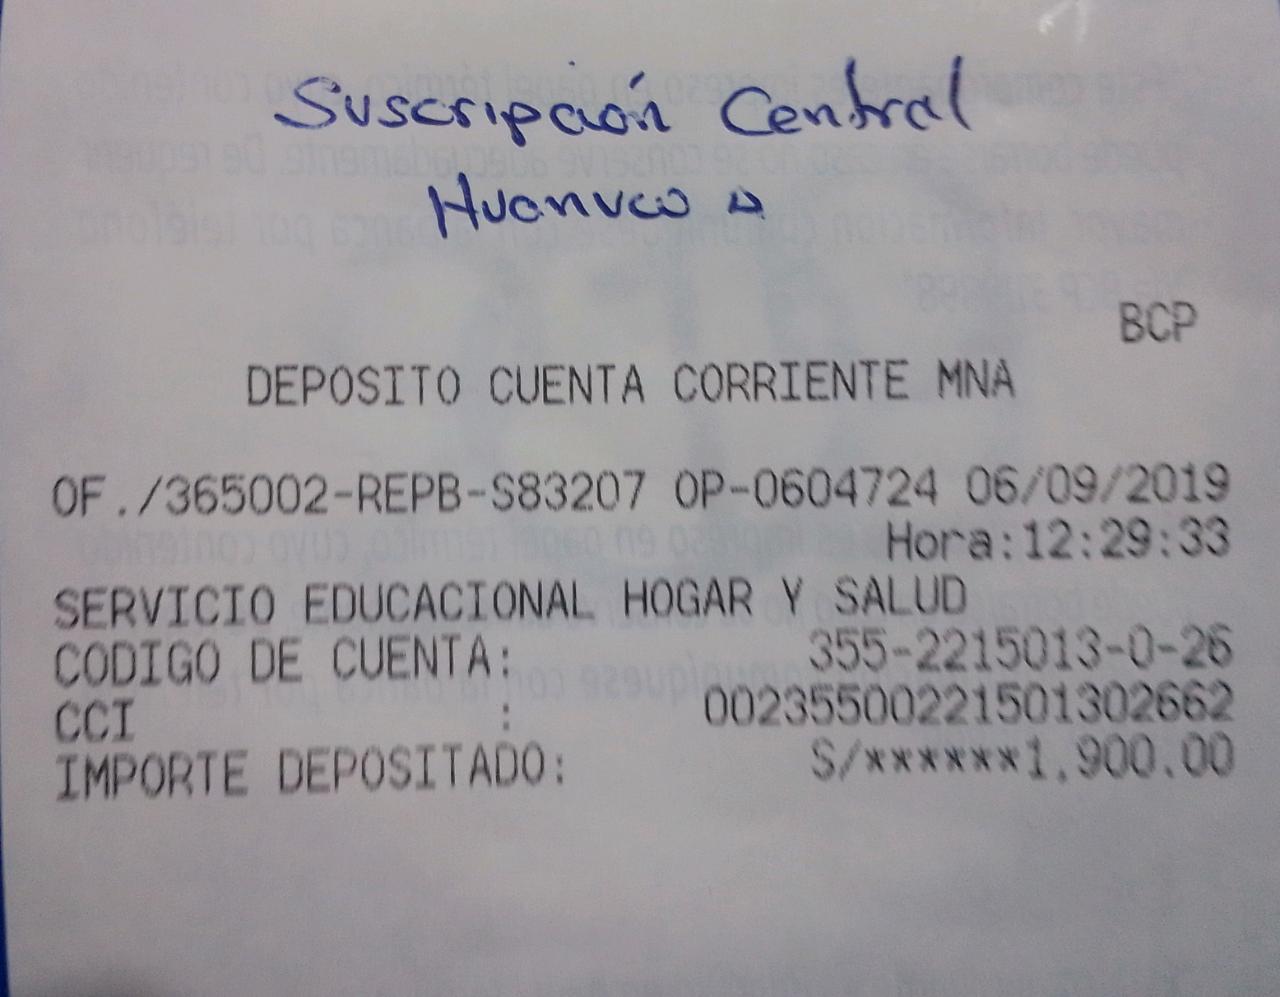 Suscripción Central
Huanuco A
BCP
DEPOSITO CUENTA CORRIENTE MNA
OF./365002-REPB-S83207 OP-0604724 06/09/2019
Hora:12:29:33
SERVICIO EDUCACIONAL HOGAR Y SALUD
CODIGO DE CUENTA: 355-2215013-0-26
CCI : 00235500221501302662
IMPORTE DEPOSITADO: S/******1,900.00